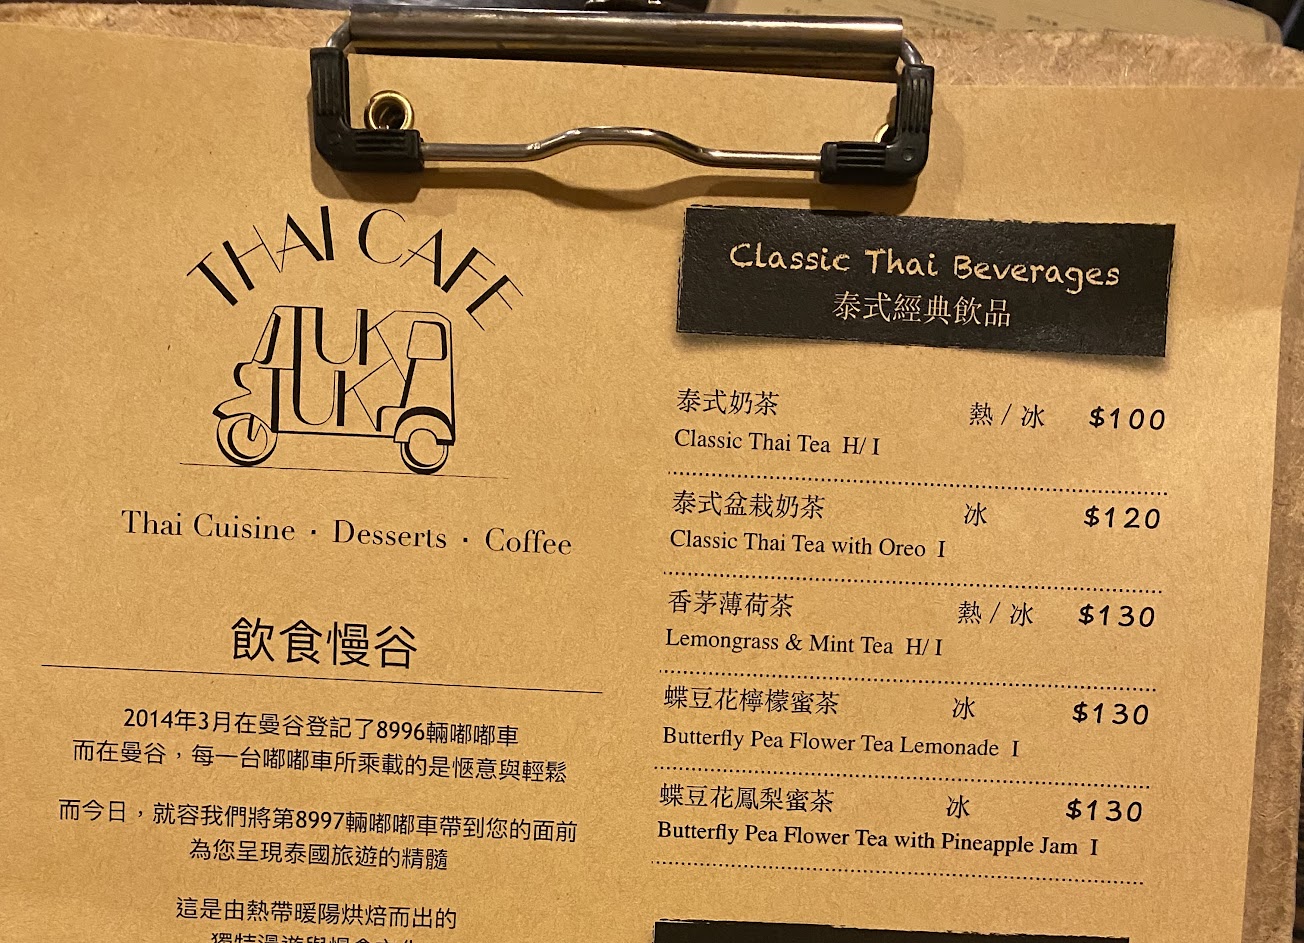 THAI CAFE
TUK
TUK
Thai Cuisine · Desserts · Coffee
飲食慢谷
2014年3月在曼谷登記了8996輛嘟嘟車
而在曼谷，每一台嘟嘟車所乘載的是愜意與輕鬆
而今日，就容我們將第8997輛嘟嘟車帶到您的面前
為您呈現泰國旅遊的精髓
這是由熱帶暖陽烘焙而出的
Classic Thai Beverages
泰式經典飲品
泰式奶茶 熱 / 冰 $100
Classic Thai Tea H/ I
泰式盆栽奶茶 冰 $120
Classic Thai Tea with Oreo I
香茅薄荷茶 熱 / 冰 $130
Lemongrass & Mint Tea H/ I
蝶豆花檸檬蜜茶 冰 $130
Butterfly Pea Flower Tea Lemonade I
蝶豆花鳳梨蜜茶 冰 $130
Butterfly Pea Flower Tea with Pineapple Jam I